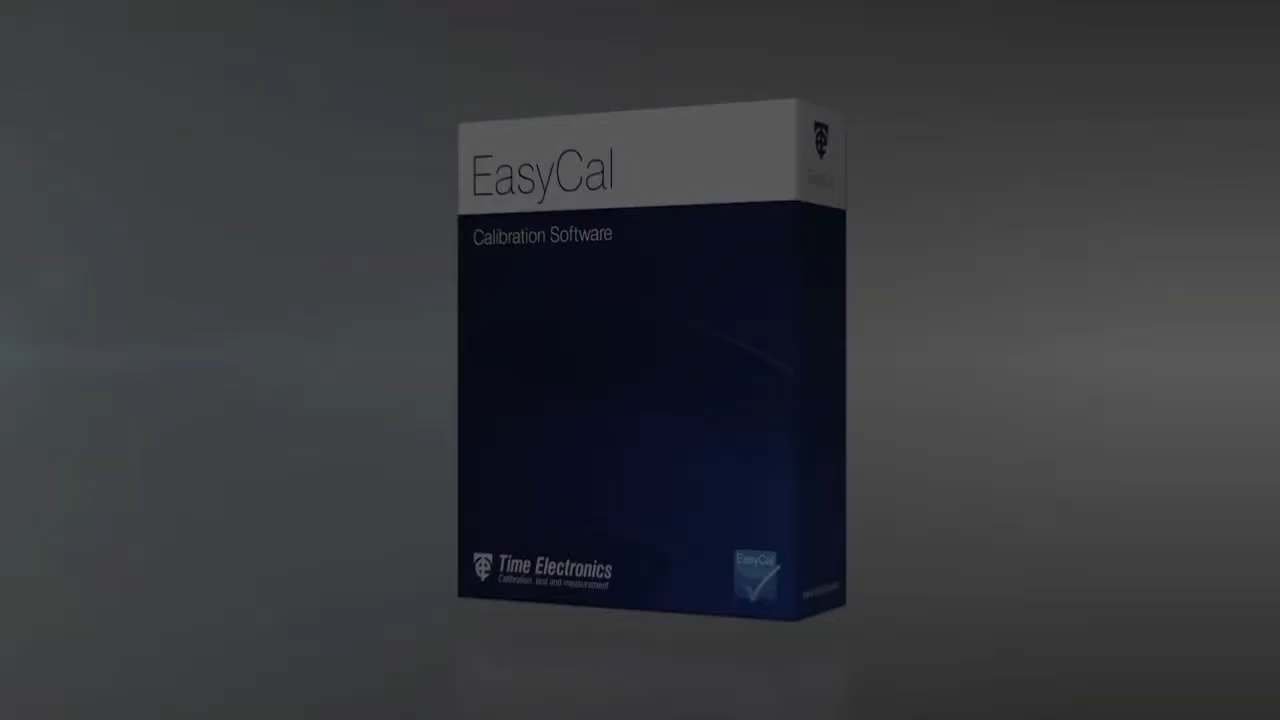 EasyCal
Calibration Software
Time Electronics
Calibration, test and measurement
EasyCal